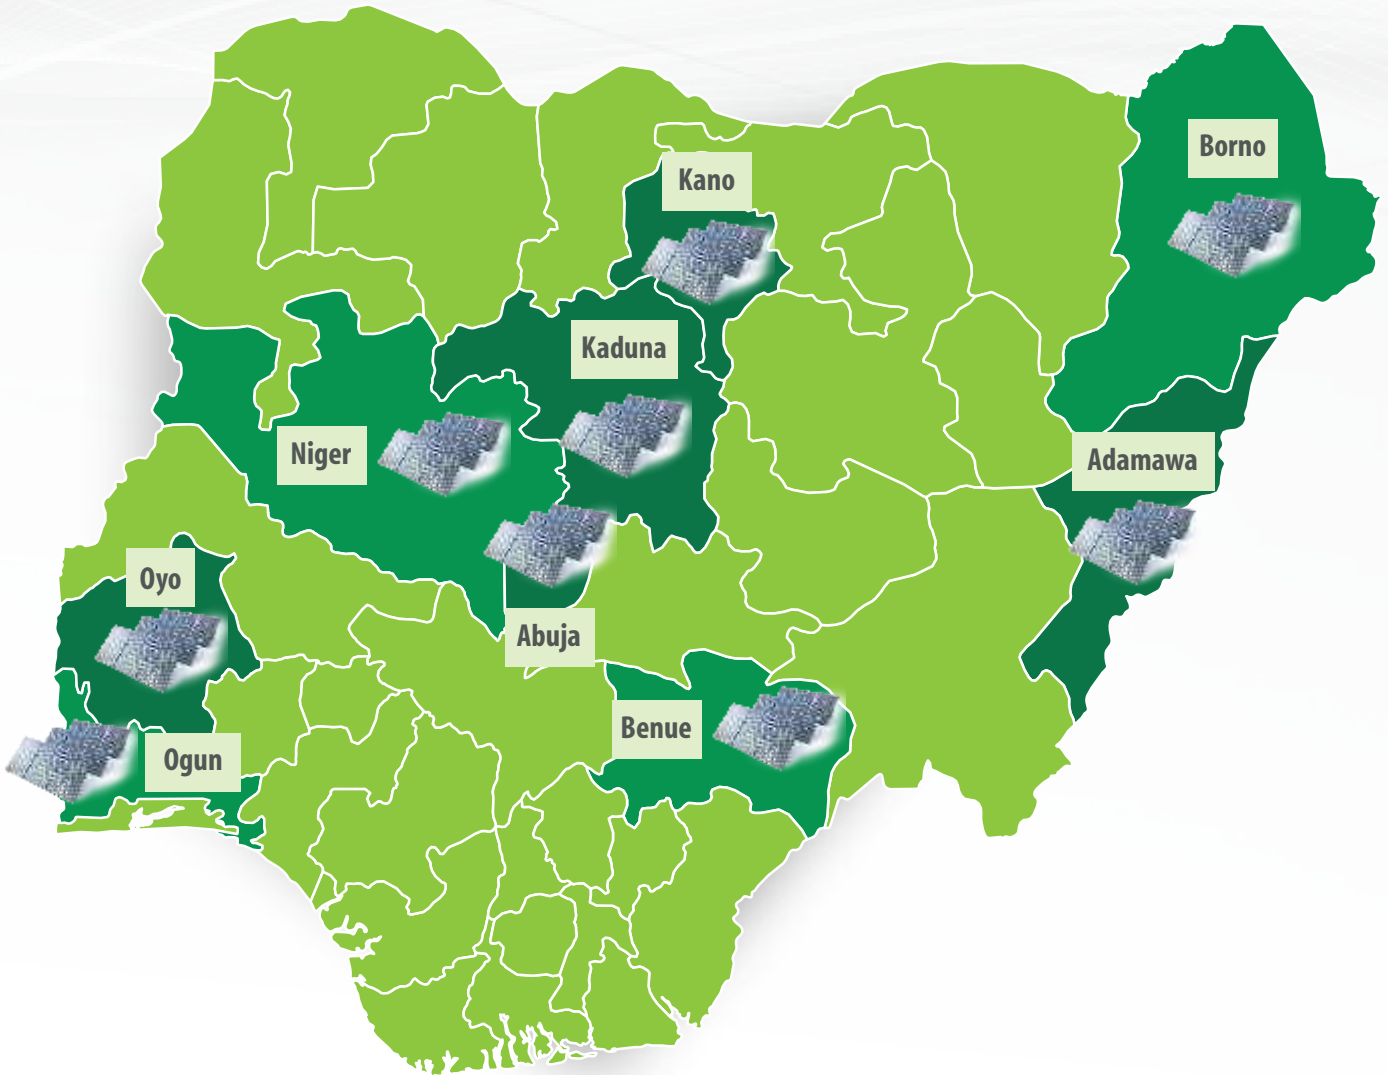 Borno
Kano
Kaduna
Niger
Adamawa
Oyo
Abuja
Benue
Ogun